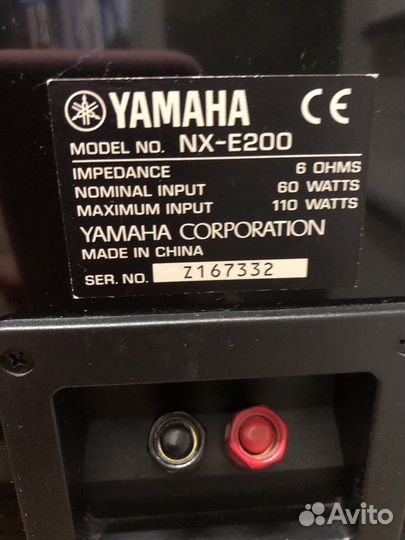 YAMAHA CE
MODEL NO. NX-E200
IMPEDANCE 6 OHMS
NOMINAL INPUT 60 WATTS
MAXIMUM INPUT 110 WATTS
YAMAHA CORPORATION
MADE IN CHINA
SER. NO. Z167332
Avito